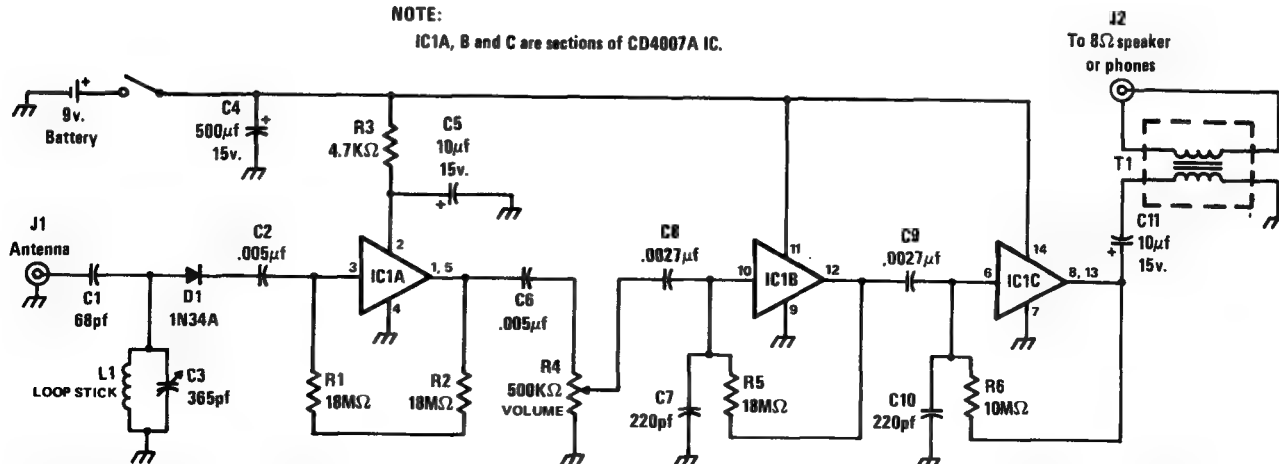 NOTE:
IC1A, B and C are sections of CD4007A IC.
J2
To 8Ω speaker
or phones
+
9v.
Battery
C4
500μf
15v.
+
R3
4.7KΩ
C5
10μf
15v.
+
T1
C11
10μf
15v.
+
J1
Antenna
C1
68pf
D1
1N34A
C2
.005μf
3
IC1A
2
1, 5
4
C6
.005μf
C8
.0027μf
10
IC1B
11
12
9
C9
.0027μf
6
IC1C
14
8, 13
7
L1
LOOP STICK
C3
365pf
R1
18MΩ
R2
18MΩ
R4
500KΩ
VOLUME
C7
220pf
R5
18MΩ
C10
220pf
R6
10MΩ